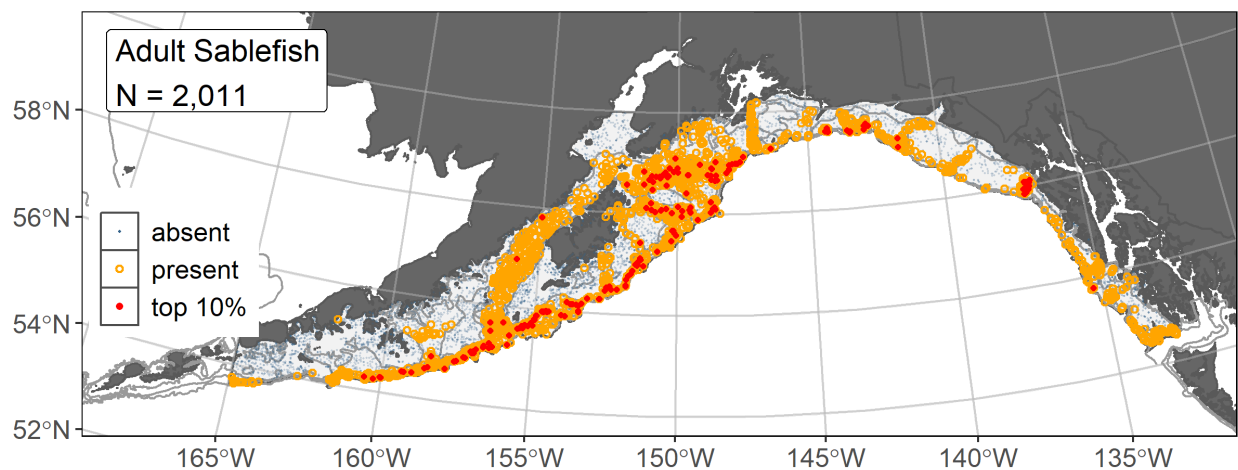 Adult Sablefish
N = 2,011
58°N
56°N
54°N
52°N
absent
present
top 10%
165°W 160°W 155°W 150°W 145°W 140°W 135°W